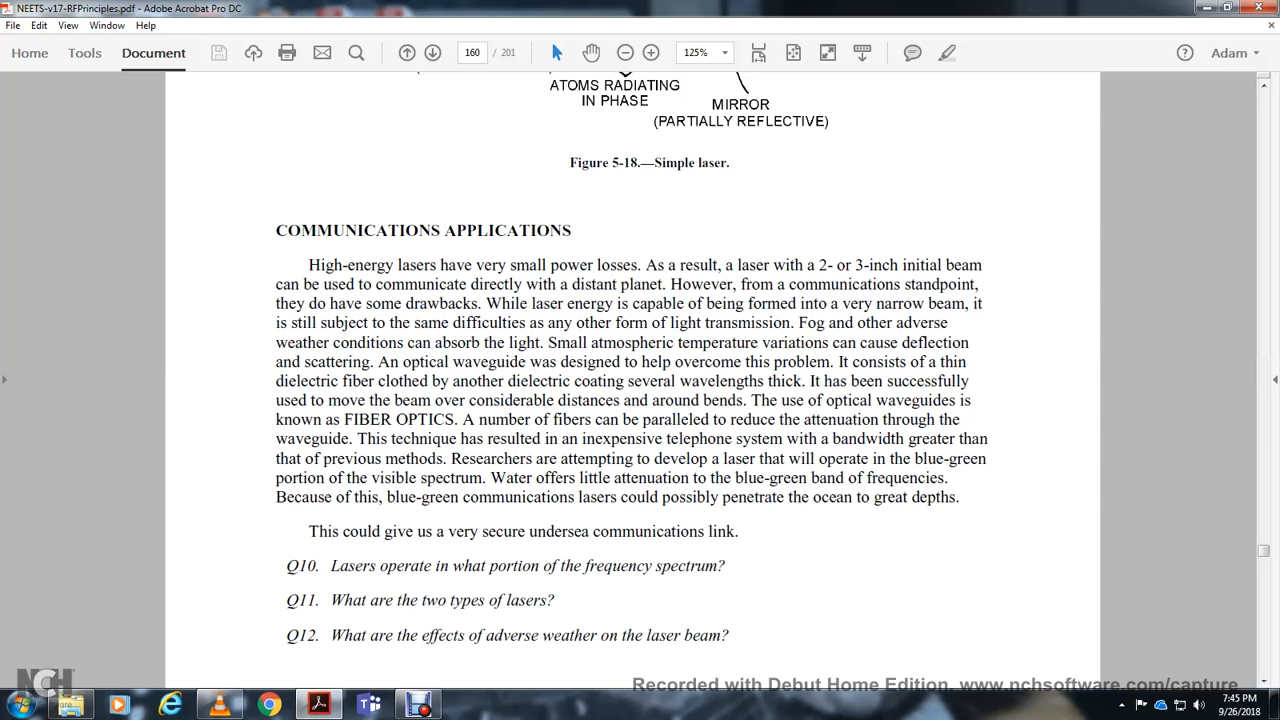 NEETS-v17-RFPrinciples.pdf - Adobe Acrobat Pro DC
File Edit View Window Help
Home Tools Document 160 / 201 125% Adam
ATOMS RADIATING
IN PHASE
MIRROR
(PARTIALLY REFLECTIVE)
Figure 5-18.—Simple laser.
COMMUNICATIONS APPLICATIONS
High-energy lasers have very small power losses. As a result, a laser with a 2- or 3-inch initial beam
can be used to communicate directly with a distant planet. However, from a communications standpoint,
they do have some drawbacks. While laser energy is capable of being formed into a very narrow beam, it
is still subject to the same difficulties as any other form of light transmission. Fog and other adverse
weather conditions can absorb the light. Small atmospheric temperature variations can cause deflection
and scattering. An optical waveguide was designed to help overcome this problem. It consists of a thin
dielectric fiber clothed by another dielectric coating several wavelengths thick. It has been successfully
used to move the beam over considerable distances and around bends. The use of optical waveguides is
known as FIBER OPTICS. A number of fibers can be paralleled to reduce the attenuation through the
waveguide. This technique has resulted in an inexpensive telephone system with a bandwidth greater than
that of previous methods. Researchers are attempting to develop a laser that will operate in the blue-green
portion of the visible spectrum. Water offers little attenuation to the blue-green band of frequencies.
Because of this, blue-green communications lasers could possibly penetrate the ocean to great depths.
This could give us a very secure undersea communications link.
Q10. Lasers operate in what portion of the frequency spectrum?
Q11. What are the two types of lasers?
Q12. What are the effects of adverse weather on the laser beam?
NCH
Recorded with Debut Home Edition. www.nchsoftware.com/capture
7:45 PM
9/26/2018